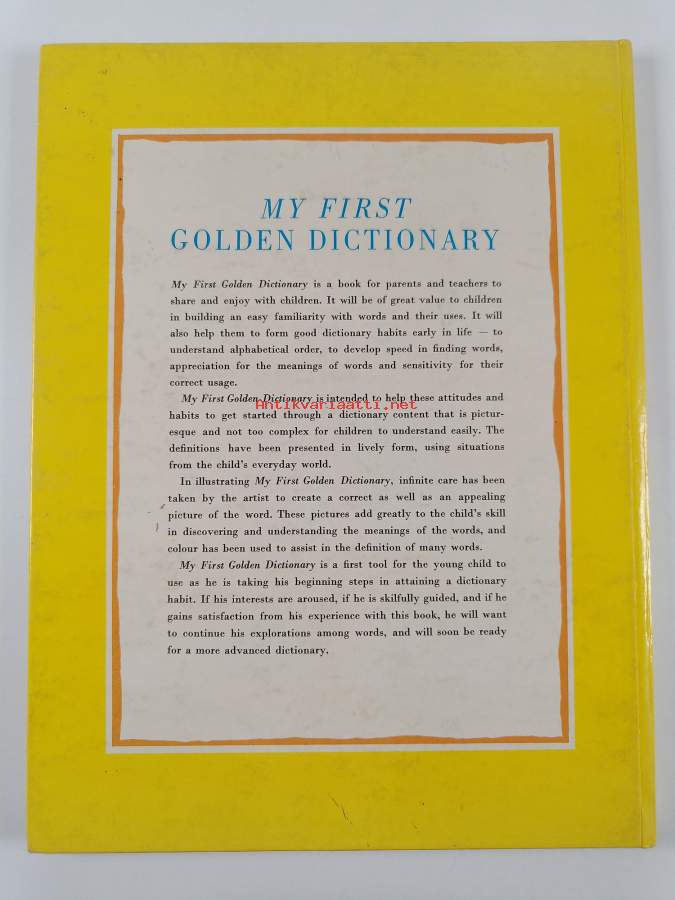 MY FIRST
GOLDEN DICTIONARY
My First Golden Dictionary is a book for parents and teachers to
share and enjoy with children. It will be of great value to children
in building an easy familiarity with words and their uses. It will
also help them to form good dictionary habits early in life — to
understand alphabetical order, to develop speed in finding words,
appreciation for the meanings of words and sensitivity for their
correct usage.
My First Golden Dictionary is intended to help these attitudes and
Antikvariaatti.net
habits to get started through a dictionary content that is pictur-
esque and not too complex for children to understand easily. The
definitions have been presented in lively form, using situations
from the child's everyday world.
In illustrating My First Golden Dictionary, infinite care has been
taken by the artist to create a correct as well as an appealing
picture of the word. These pictures add greatly to the child's skill
in discovering and understanding the meanings of the words, and
colour has been used to assist in the definition of many words.
My First Golden Dictionary is a first tool for the young child to
use as he is taking his beginning steps in attaining a dictionary
habit. If his interests are aroused, if he is skilfully guided, and if he
gains satisfaction from his experience with this book, he will want
to continue his explorations among words, and will soon be ready
for a more advanced dictionary.